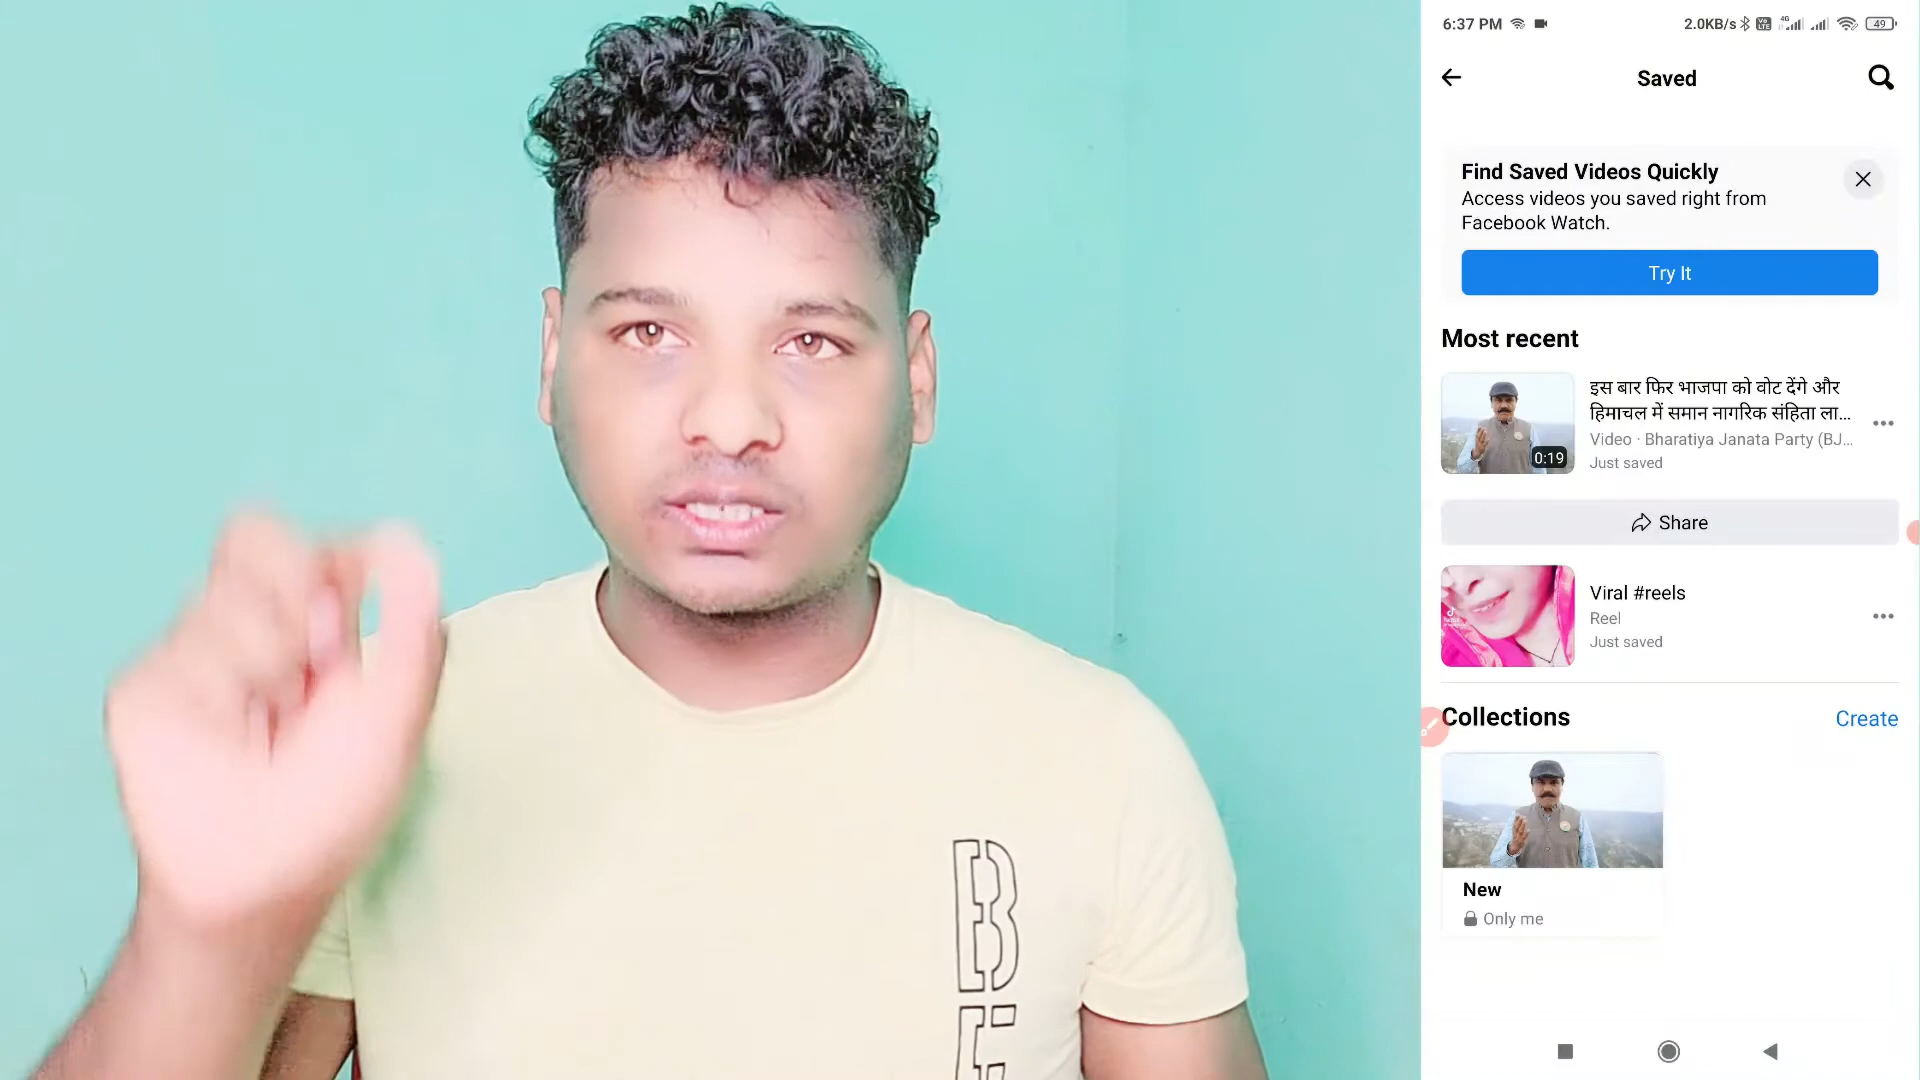 6:37 PM
2.0KB/s
4G
49
Saved
Find Saved Videos Quickly
Access videos you saved right from
Facebook Watch.
Try It
Most recent
इस बार फिर भाजपा को वोट देंगे और
हिमाचल में समान नागरिक संहिता ला...
Video · Bharatiya Janata Party (BJ...
Just saved
0:19
Share
Viral #reels
Reel
Just saved
Collections
Create
New
Only me
B